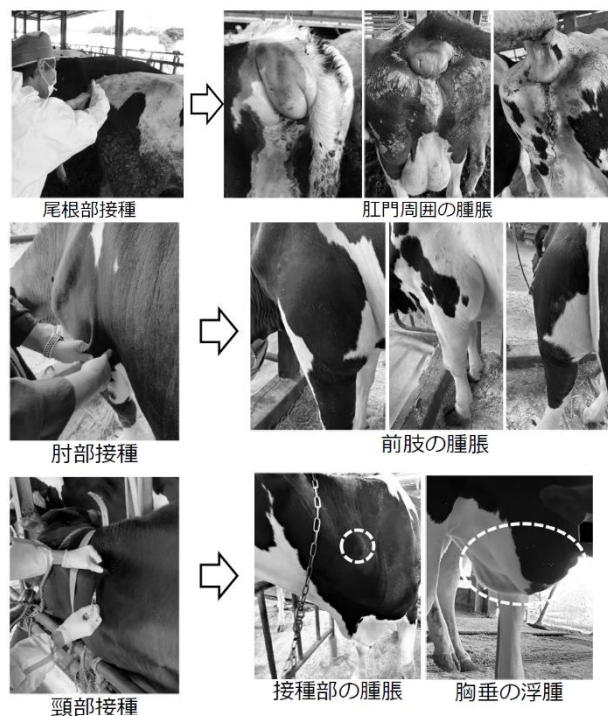 尾根部接種
肛門周囲の腫脹
肘部接種
前肢の腫脹
頸部接種
接種部の腫脹
胸垂の浮腫